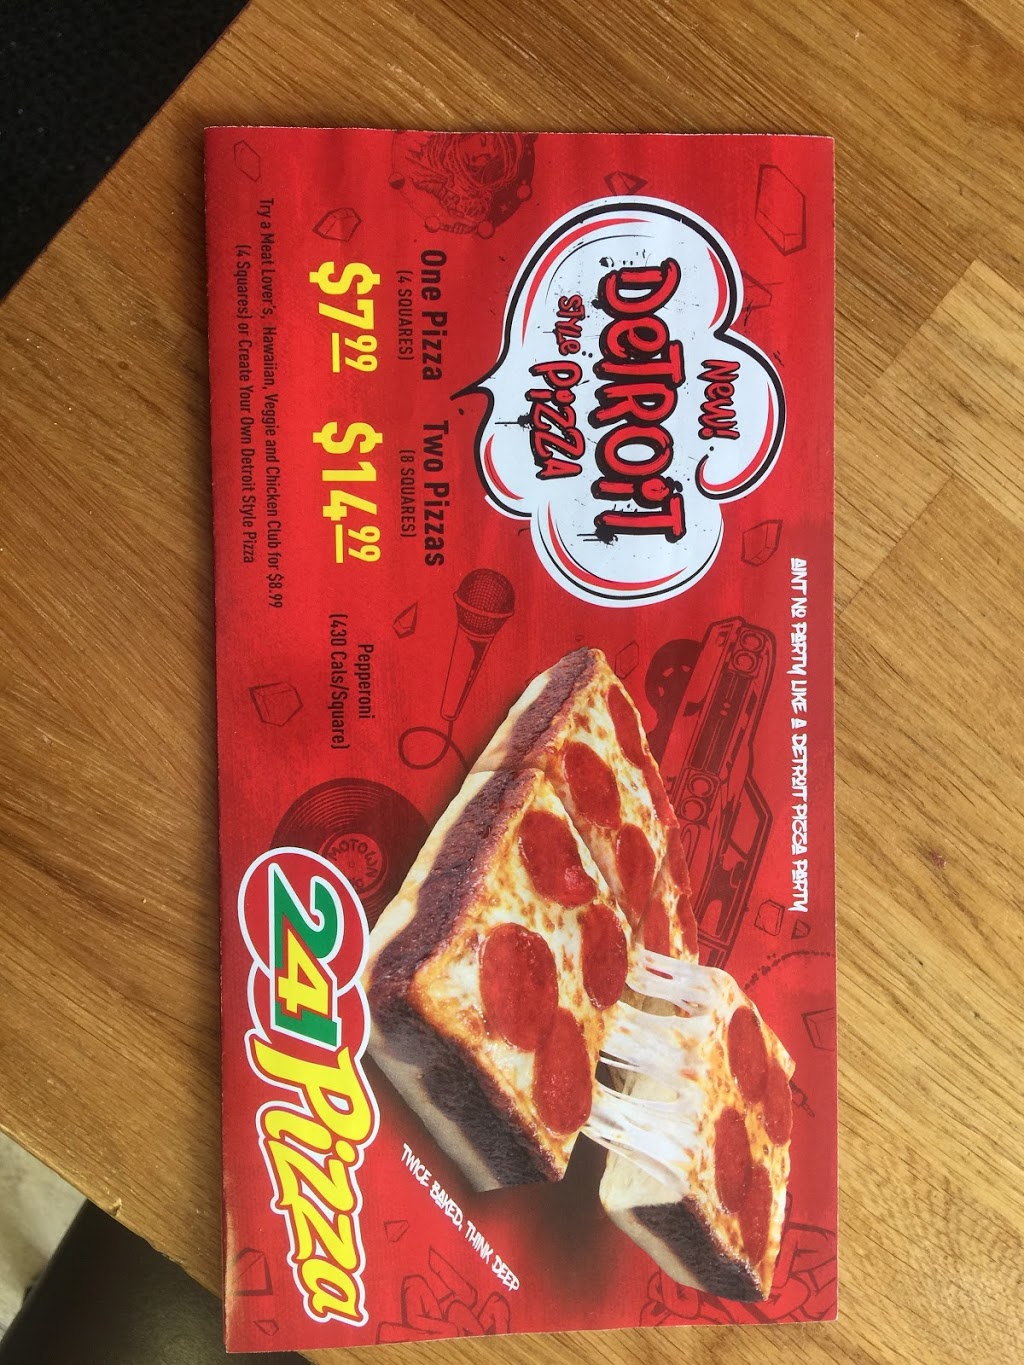 AINT NO PARTY LIKE A DETROIT PIZZA PARTY
New!
DETROIT
STYLE PIZZA
One Pizza
(4 SQUARES)
$7.99
Two Pizzas
(8 SQUARES)
$14.99
Pepperoni
(430 Cals/Square)
Try a Meat Lover's, Hawaiian, Veggie and Chicken Club for $8.99
(4 Squares) or Create Your Own Detroit Style Pizza
MOTOWN
TWICE BAKED, THINK DEEP
241 Pizza